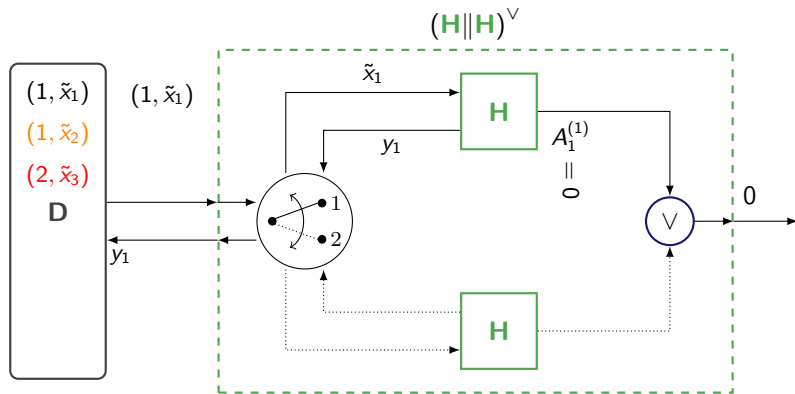 (H∥H)^∨
(1, x̃₁)
(1, x̃₂)
(2, x̃₃)
D
(1, x̃₁)
y₁
x̃₁
y₁
1
2
H
A₁⁽¹⁾ = 0
H
∨
0